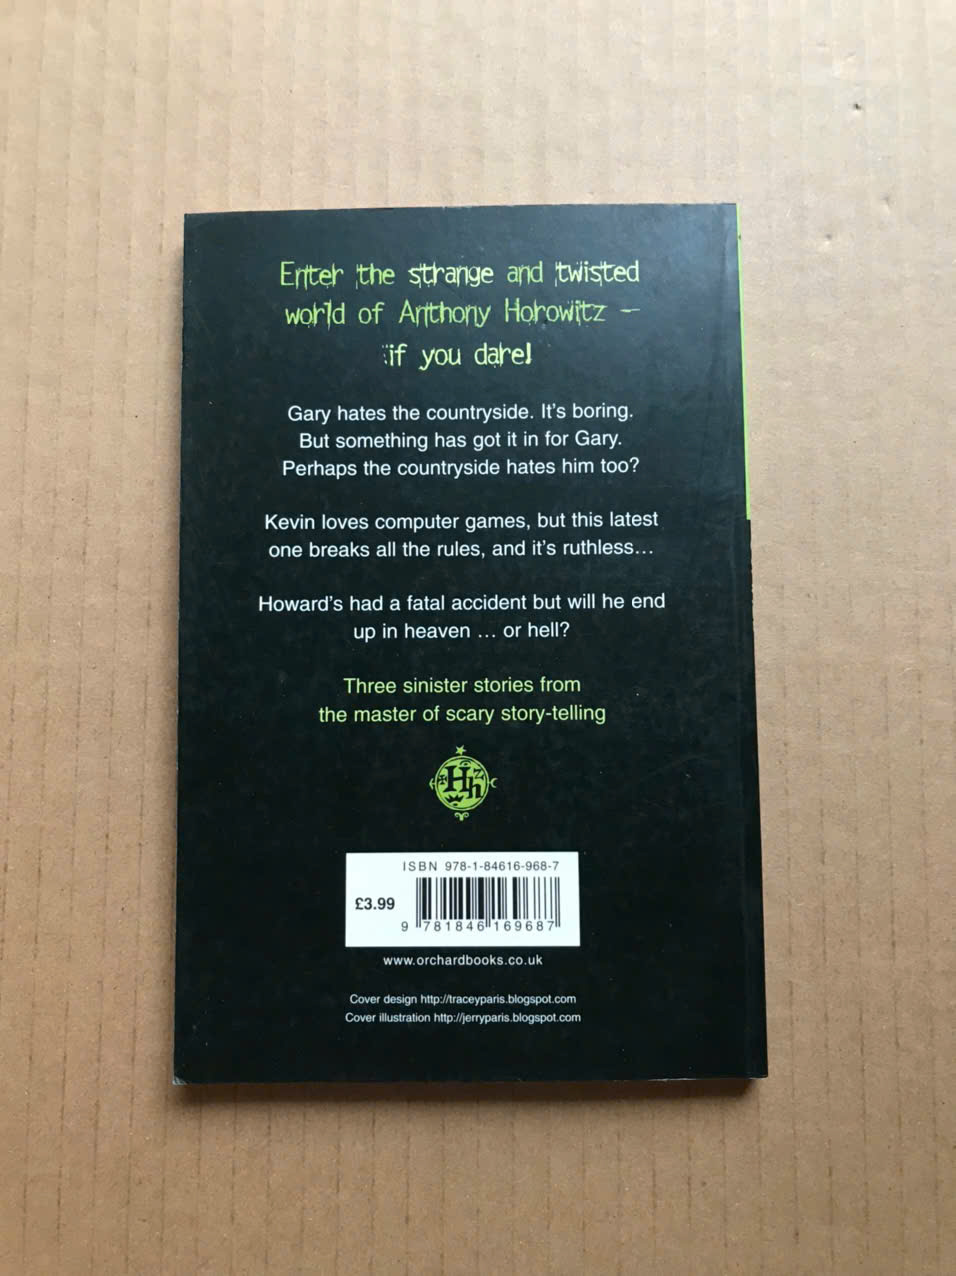 Enter the strange and twisted
world of Anthony Horowitz –
if you dare!
Gary hates the countryside. It's boring.
But something has got it in for Gary.
Perhaps the countryside hates him too?
Kevin loves computer games, but this latest
one breaks all the rules, and it's ruthless...
Howard's had a fatal accident but will he end
up in heaven ... or hell?
Three sinister stories from
the master of scary story-telling
Hh
ISBN 978-1-84616-968-7
£3.99
9 781846 169687
www.orchardbooks.co.uk
Cover design http://traceyparis.blogspot.com
Cover illustration http://jerryparis.blogspot.com